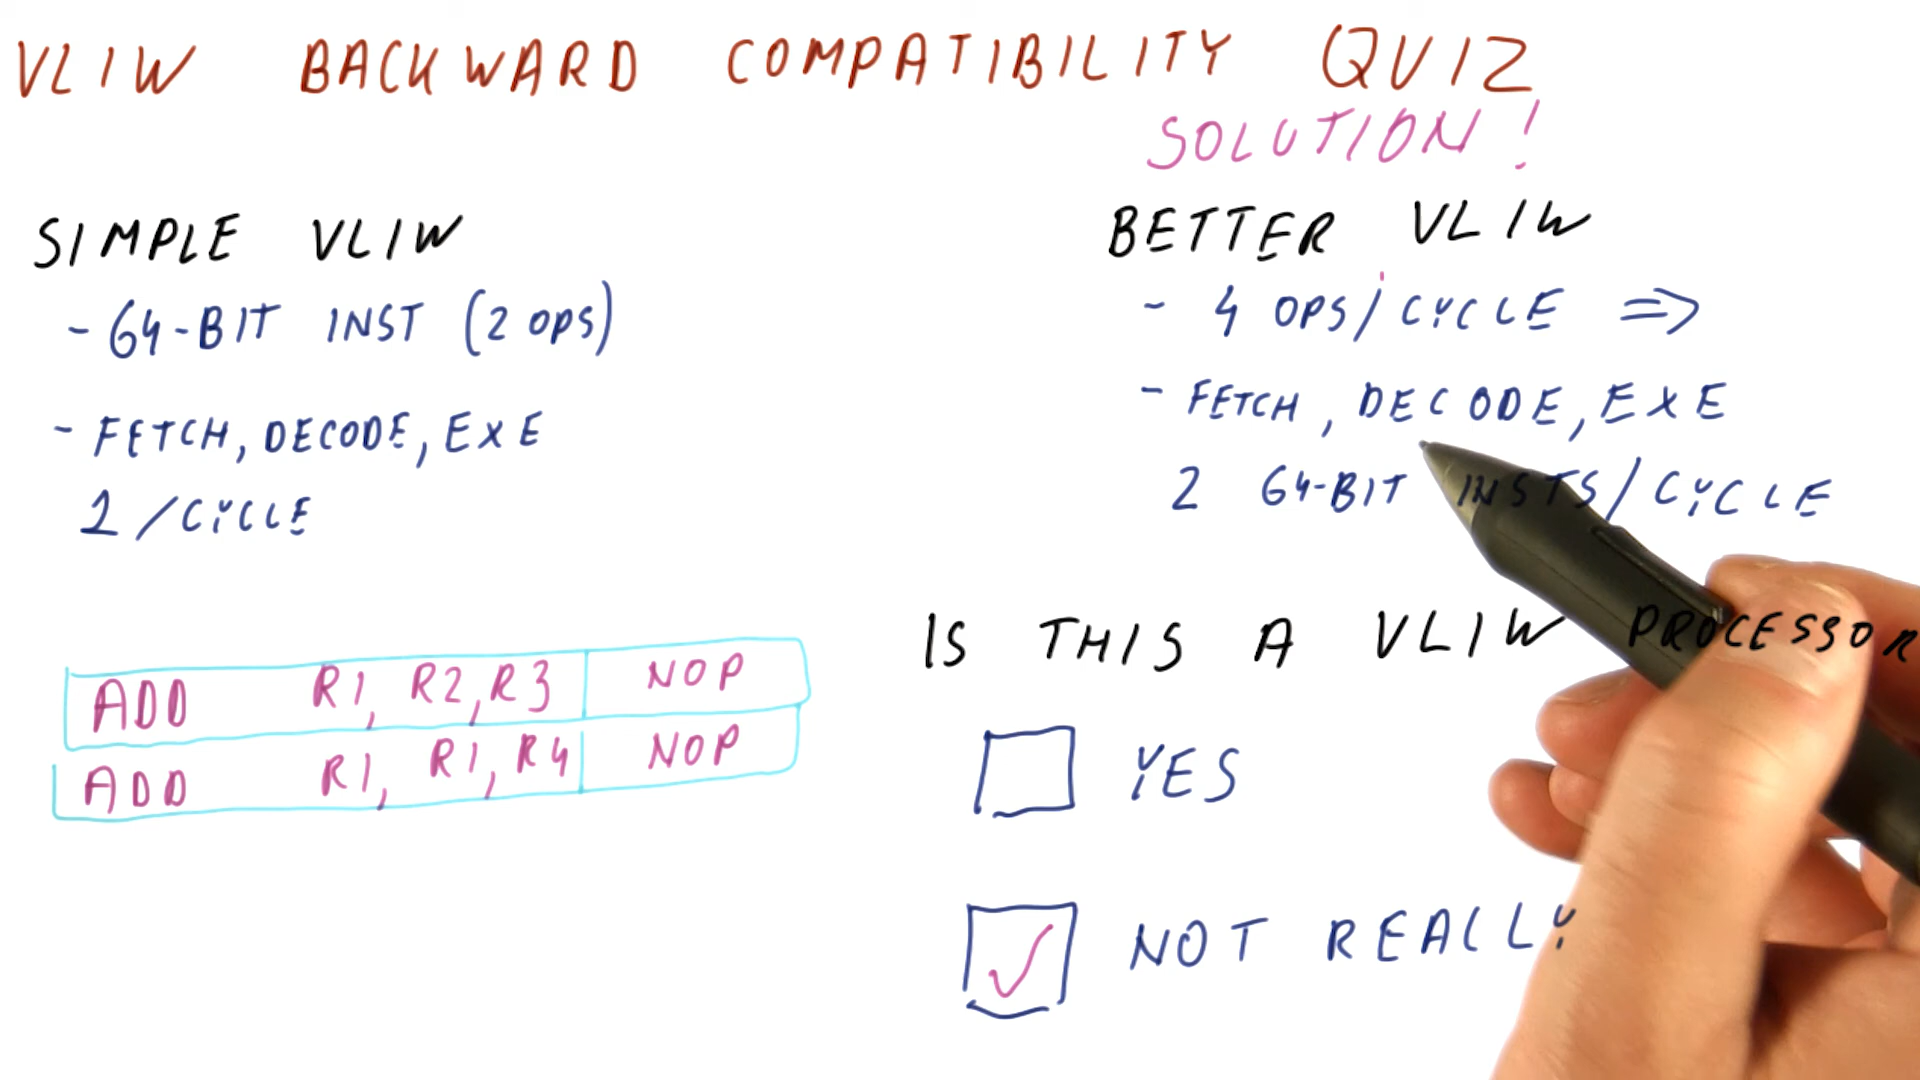 VLIW BACKWARD COMPATIBILITY QUIZ
SOLUTION!
SIMPLE VLIW
- 64-BIT INST (2 OPS)
- FETCH, DECODE, EXE
1/CYCLE
BETTER VLIW
- 4 OPS/CYCLE =>
- FETCH, DECODE, EXE
2 64-BIT INSTS/CYCLE
ADD R1, R2, R3 NOP
ADD R1, R1, R4 NOP
IS THIS A VLIW PROCESSOR
YES
NOT REALLY